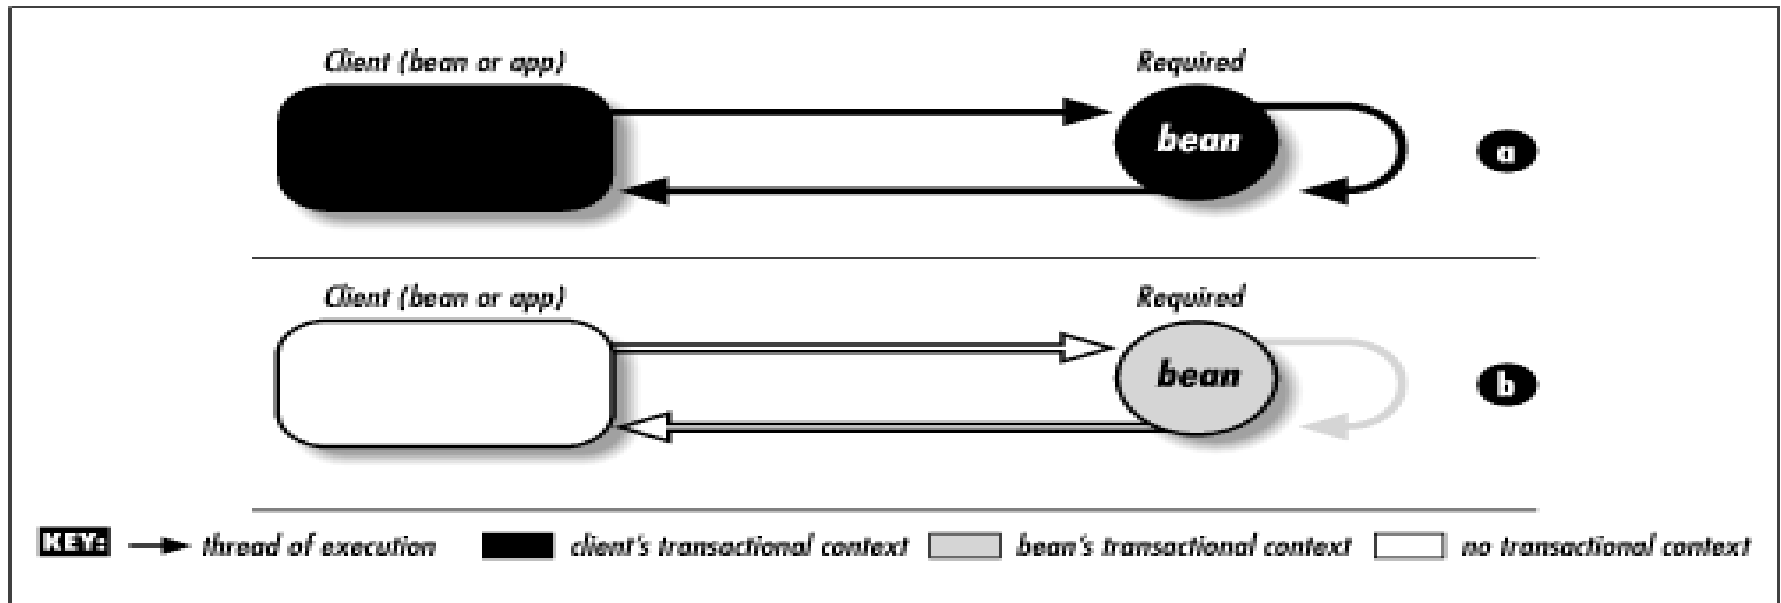 Client (bean or app)
Required
bean
a
Client (bean or app)
Required
bean
b
KEY: thread of execution client's transactional context bean's transactional context no transactional context